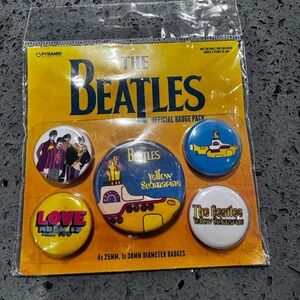 PYRAMID
THE
BEATLES
OFFICIAL BADGE PACK
THE
BEATLES
Yellow
Submarine
LOVE
The Beatles
Yellow Submarine
4x 25MM, 1x 38MM DIAMETER BADGES